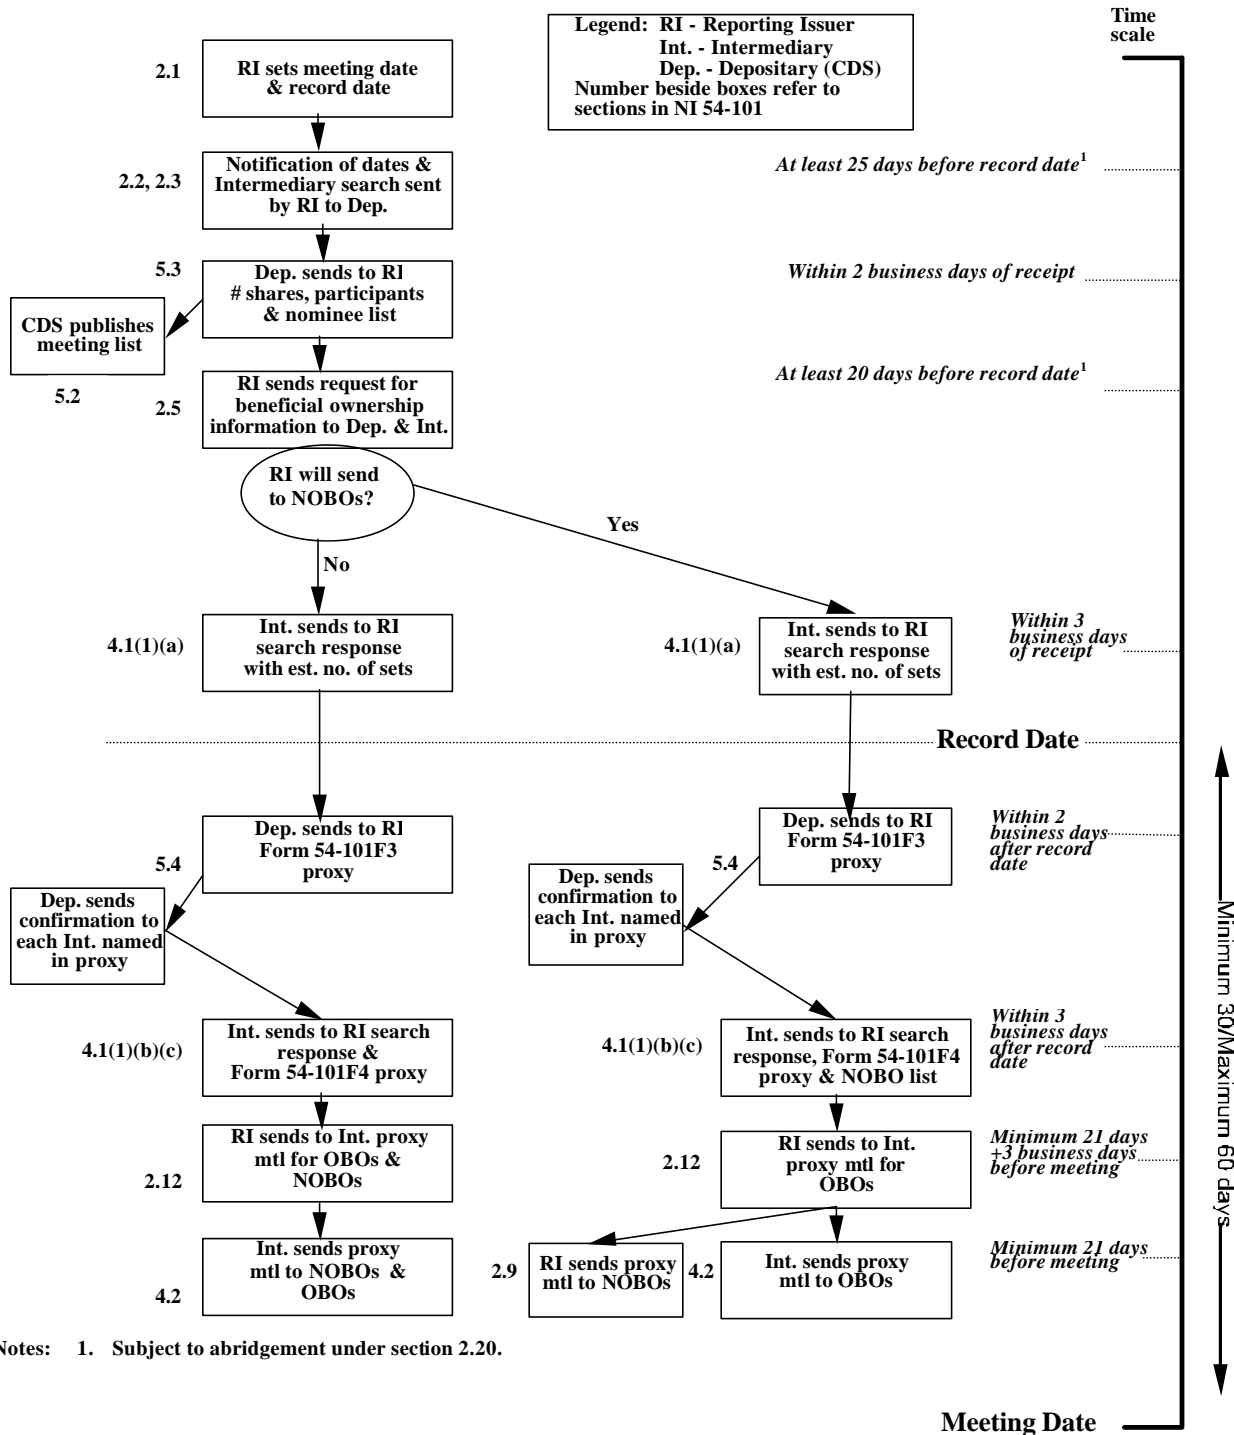 Legend: RI - Reporting Issuer
Int. - Intermediary
Dep. - Depositary (CDS)
Number beside boxes refer to
sections in NI 54-101
Time
scale
2.1
RI sets meeting date
& record date
2.2, 2.3
Notification of dates &
Intermediary search sent
by RI to Dep.
At least 25 days before record date1
5.3
Dep. sends to RI
# shares, participants
& nominee list
Within 2 business days of receipt
CDS publishes
meeting list
5.2
2.5
RI sends request for
beneficial ownership
information to Dep. & Int.
At least 20 days before record date1
RI will send
to NOBOs?
Yes
No
4.1(1)(a)
Int. sends to RI
search response
with est. no. of sets
4.1(1)(a)
Int. sends to RI
search response
with est. no. of sets
Within 3
business days
of receipt
Record Date
Dep. sends to RI
Form 54-101F3
proxy
5.4
Dep. sends
confirmation to
each Int. named
in proxy
Dep. sends to RI
Form 54-101F3
proxy
5.4
Dep. sends
confirmation to
each Int. named
in proxy
Within 2
business days
after record
date
4.1(1)(b)(c)
Int. sends to RI search
response &
Form 54-101F4 proxy
4.1(1)(b)(c)
Int. sends to RI search
response, Form 54-101F4
proxy & NOBO list
Within 3
business days
after record
date
2.12
RI sends to Int. proxy
mtl for OBOs &
NOBOs
2.12
RI sends to Int.
proxy mtl for
OBOs
Minimum 21 days
+3 business days
before meeting
4.2
Int. sends proxy
mtl to NOBOs &
OBOs
2.9
RI sends proxy
mtl to NOBOs
4.2
Int. sends proxy
mtl to OBOs
Minimum 21 days
before meeting
Minimum 30/Maximum 60 days
Notes: 1. Subject to abridgement under section 2.20.
Meeting Date